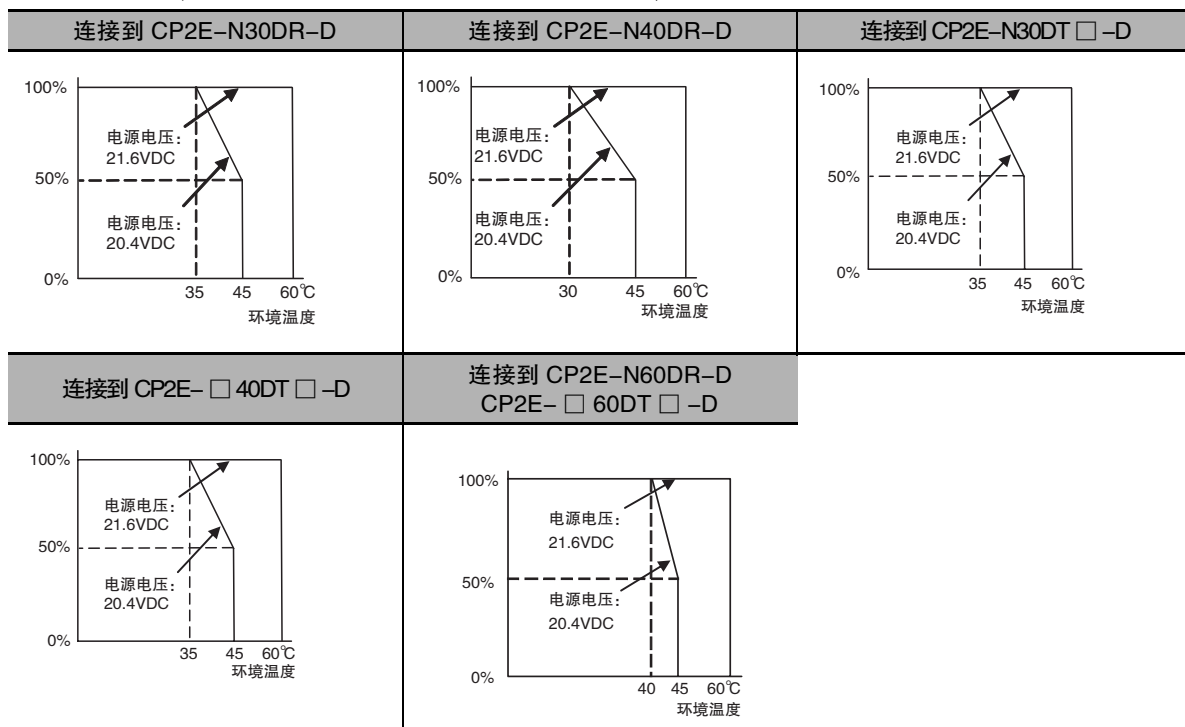 连接到 CP2E-N30DR-D
连接到 CP2E-N40DR-D
连接到 CP2E-N30DT □ -D
100%
电源电压：
21.6VDC
50%
电源电压：
20.4VDC
0%
35 45 60℃
环境温度
100%
电源电压：
21.6VDC
50%
电源电压：
20.4VDC
0%
30 45 60℃
环境温度
100%
电源电压：
21.6VDC
50%
电源电压：
20.4VDC
0%
35 45 60℃
环境温度
连接到 CP2E- □ 40DT □ -D
连接到 CP2E-N60DR-D
CP2E- □ 60DT □ -D
100%
电源电压：
21.6VDC
50%
电源电压：
20.4VDC
0%
35 45 60℃
环境温度
100%
电源电压：
21.6VDC
50%
电源电压：
20.4VDC
0%
40 45 60℃
环境温度